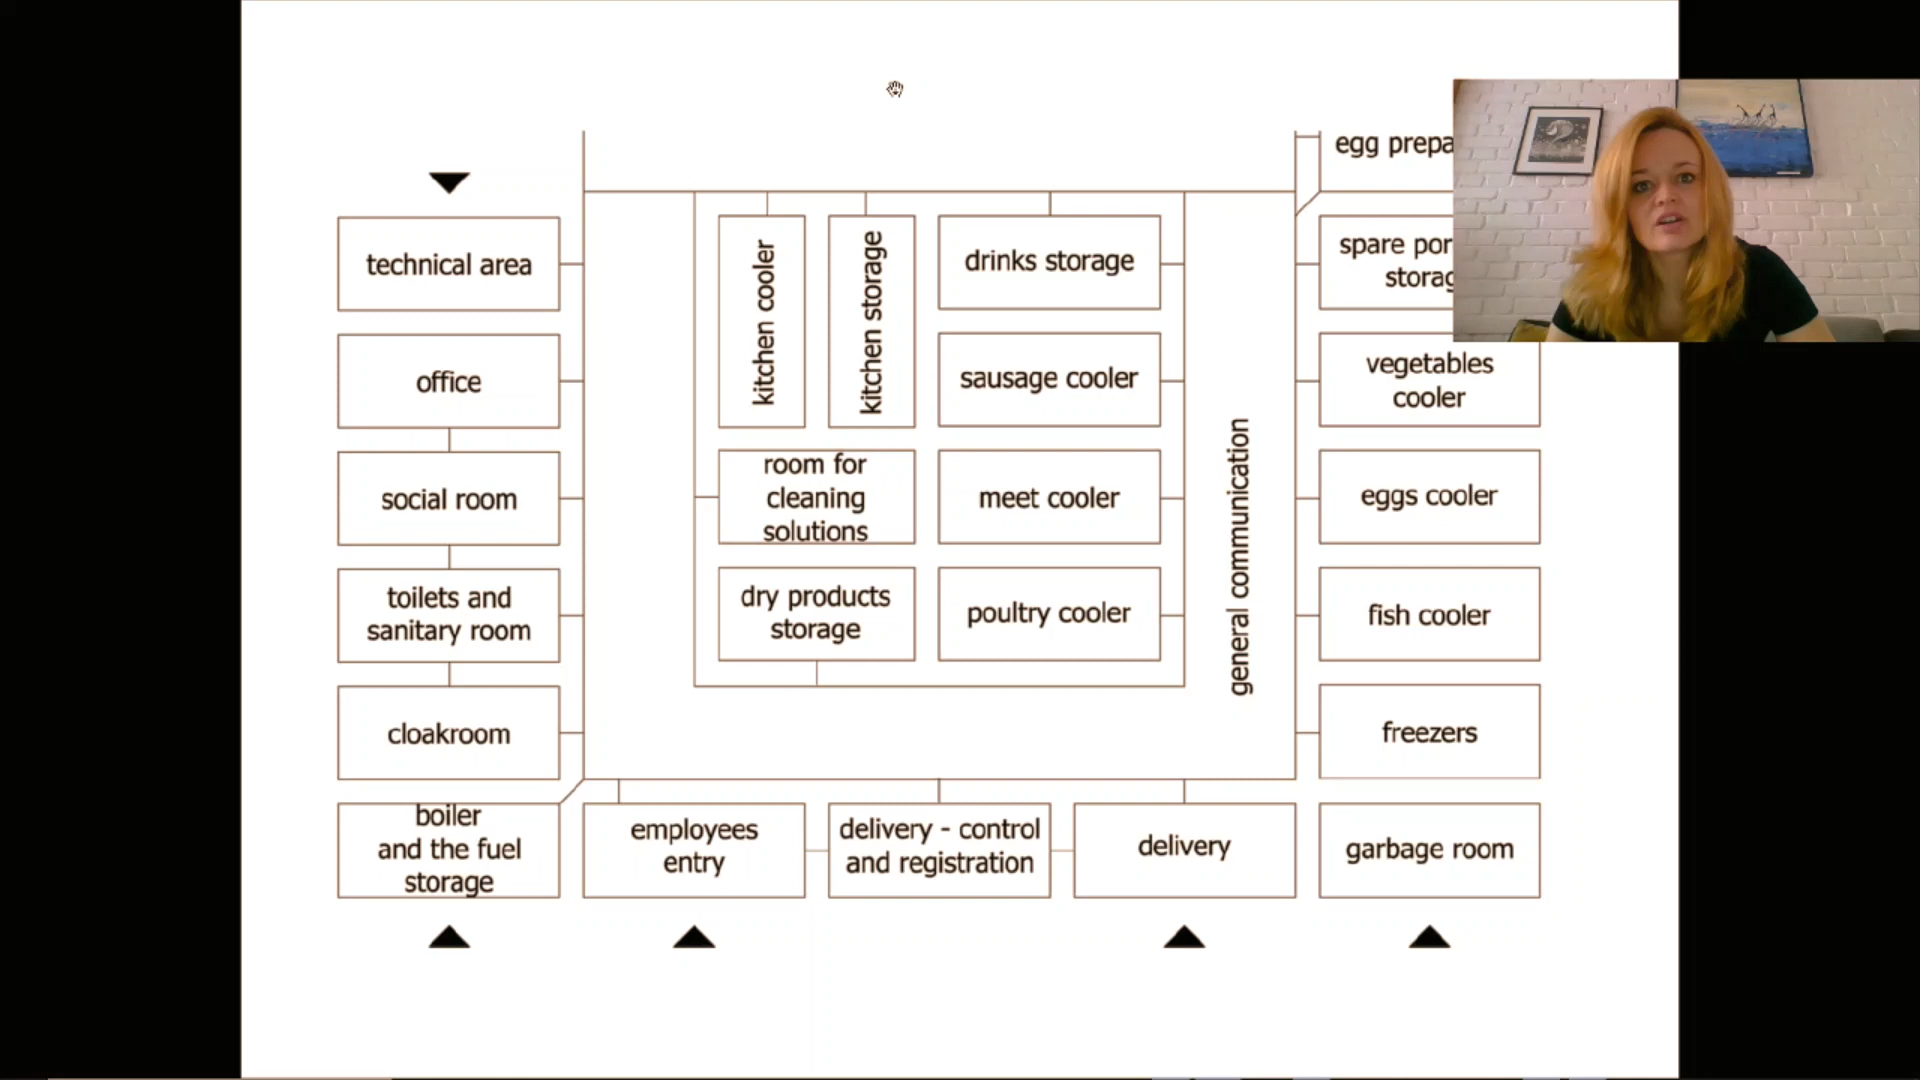 egg prepa
technical area
kitchen cooler
kitchen storage
drinks storage
spare por
storag
office
sausage cooler
vegetables
cooler
social room
room for
cleaning
solutions
meet cooler
general communication
eggs cooler
toilets and
sanitary room
dry products
storage
poultry cooler
fish cooler
cloakroom
freezers
boiler
and the fuel
storage
employees
entry
delivery - control
and registration
delivery
garbage room